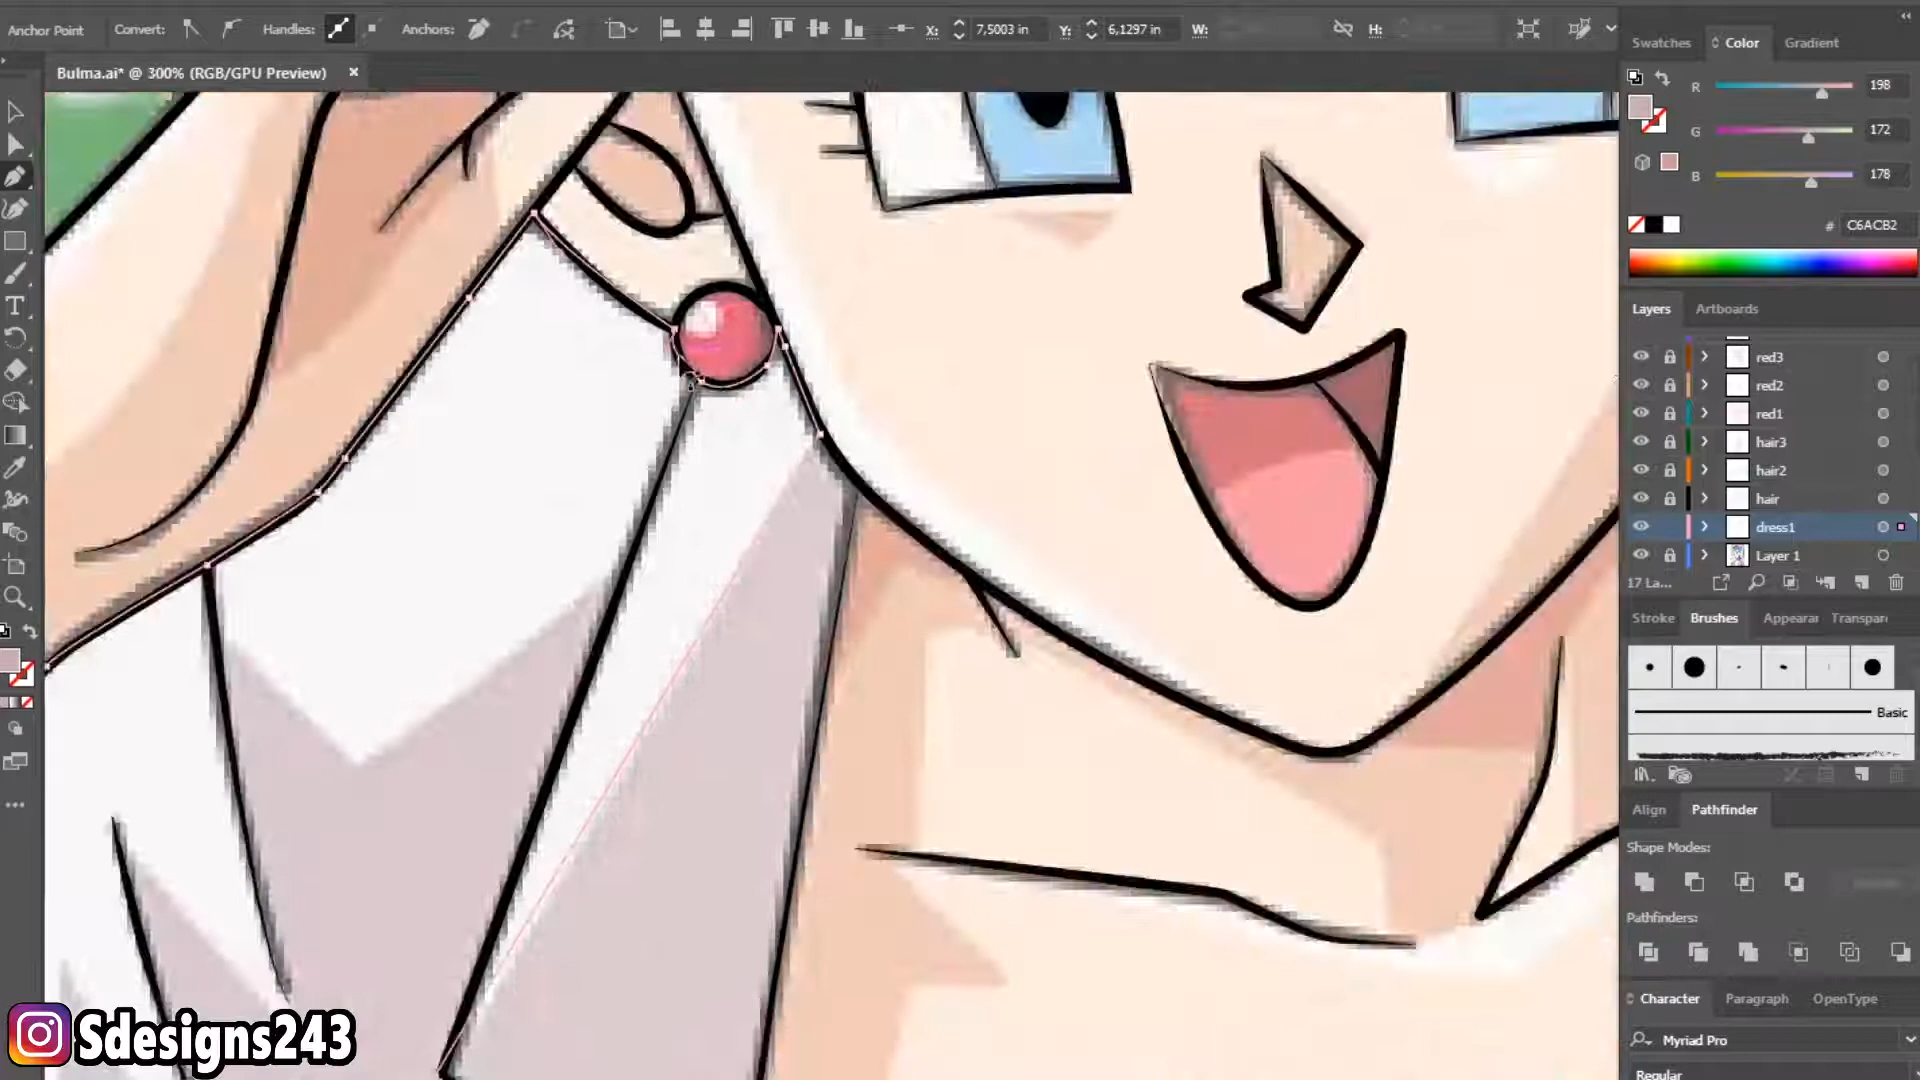 Anchor Point
Convert:
Handles:
Anchors:
X:
7,5003 in
Y:
6,1297 in
W:
H:
Bulma.ai* @ 300% (RGB/GPU Preview)
×
Swatches
Color
Gradient
R
198
G
172
B
178
#
C6ACB2
Layers
Artboards
red3
red2
red1
hair3
hair2
hair
dress1
Layer 1
17 La...
Stroke
Brushes
Appearar
Transpar
Basic
Align
Pathfinder
Shape Modes:
Pathfinders:
Character
Paragraph
OpenType
Myriad Pro
Regular
Sdesigns243